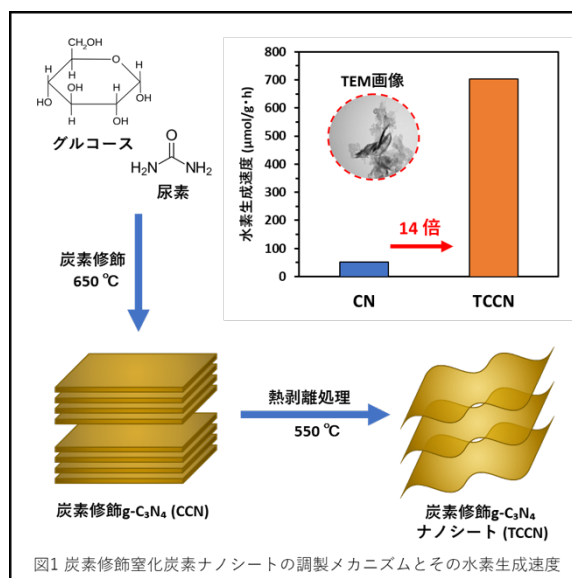 CH₂OH
H
O
H
H
H
OH
H
HO
OH
H
OH
グルコース
O
H₂N
NH₂
尿素
炭素修飾
650 ℃
水素生成速度 (μmol/g·h)
800
700
600
500
400
300
200
100
0
TEM画像
14 倍
CN
TCCN
熱剥離処理
550 ℃
炭素修飾g-C₃N₄ (CCN)
炭素修飾g-C₃N₄
ナノシート (TCCN)
図1 炭素修飾窒化炭素ナノシートの調製メカニズムとその水素生成速度